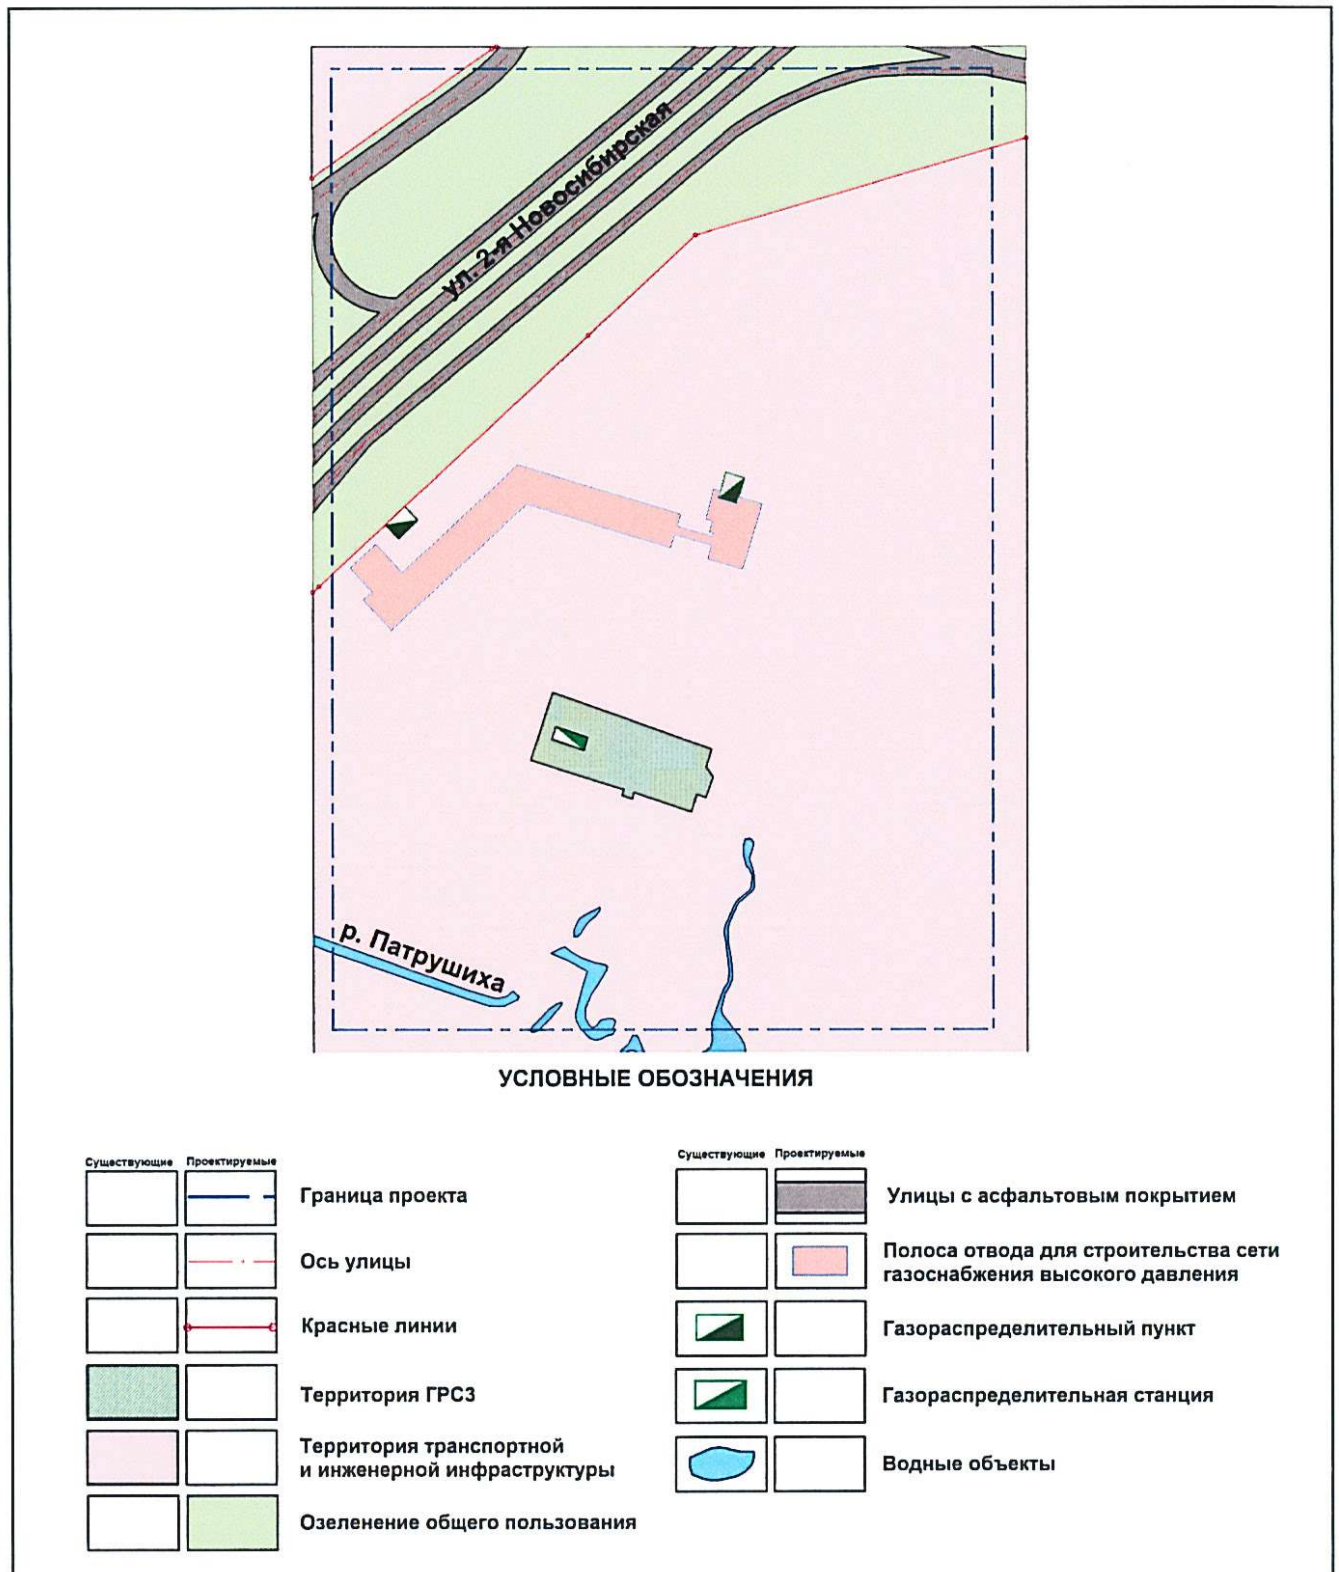 ул. 2-я Новосибирская
р. Патрушиха
УСЛОВНЫЕ ОБОЗНАЧЕНИЯ
Существующие Проектируемые
Граница проекта
Ось улицы
Красные линии
Территория ГРС3
Территория транспортной
и инженерной инфраструктуры
Озеленение общего пользования
Существующие Проектируемые
Улицы с асфальтовым покрытием
Полоса отвода для строительства сети
газоснабжения высокого давления
Газораспределительный пункт
Газораспределительная станция
Водные объекты